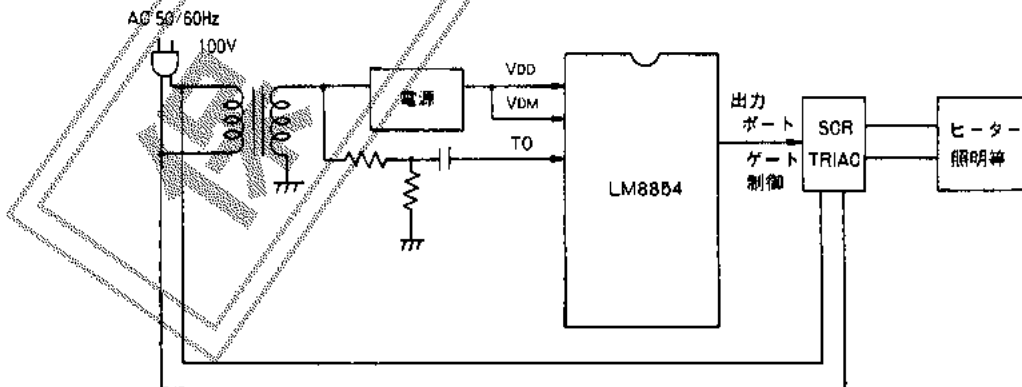 AC 50/60Hz
100V
電源
VDD
VDM
TO
LM8854
出力
ポート
ゲート
制御
SCR
TRIAC
ヒーター
照明等